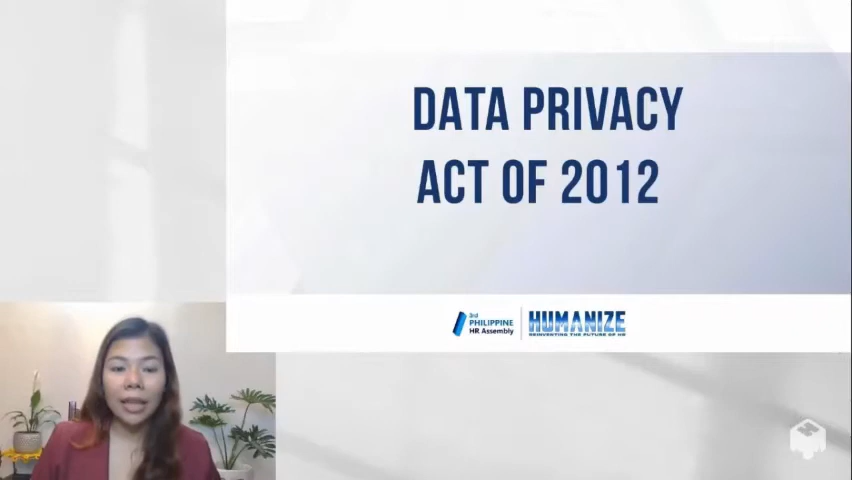 DATA PRIVACY
ACT OF 2012
3rd
PHILIPPINE
HR Assembly
HUMANIZE
REINVENTING THE FUTURE OF HR